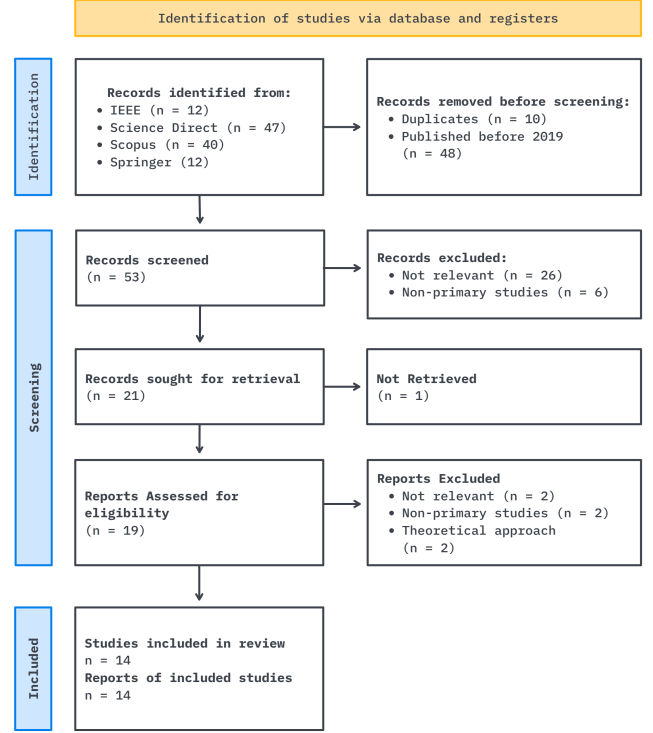 Identification of studies via database and registers
Identification
Records identified from:
• IEEE (n = 12)
• Science Direct (n = 47)
• Scopus (n = 40)
• Springer (12)
Records removed before screening:
• Duplicates (n = 10)
• Published before 2019
(n = 48)
Screening
Records screened
(n = 53)
Records excluded:
• Not relevant (n = 26)
• Non-primary studies (n = 6)
Records sought for retrieval
(n = 21)
Not Retrieved
(n = 1)
Reports Assessed for
eligibility
(n = 19)
Reports Excluded
• Not relevant (n = 2)
• Non-primary studies (n = 2)
• Theoretical approach
(n = 2)
Included
Studies included in review
n = 14
Reports of included studies
n = 14